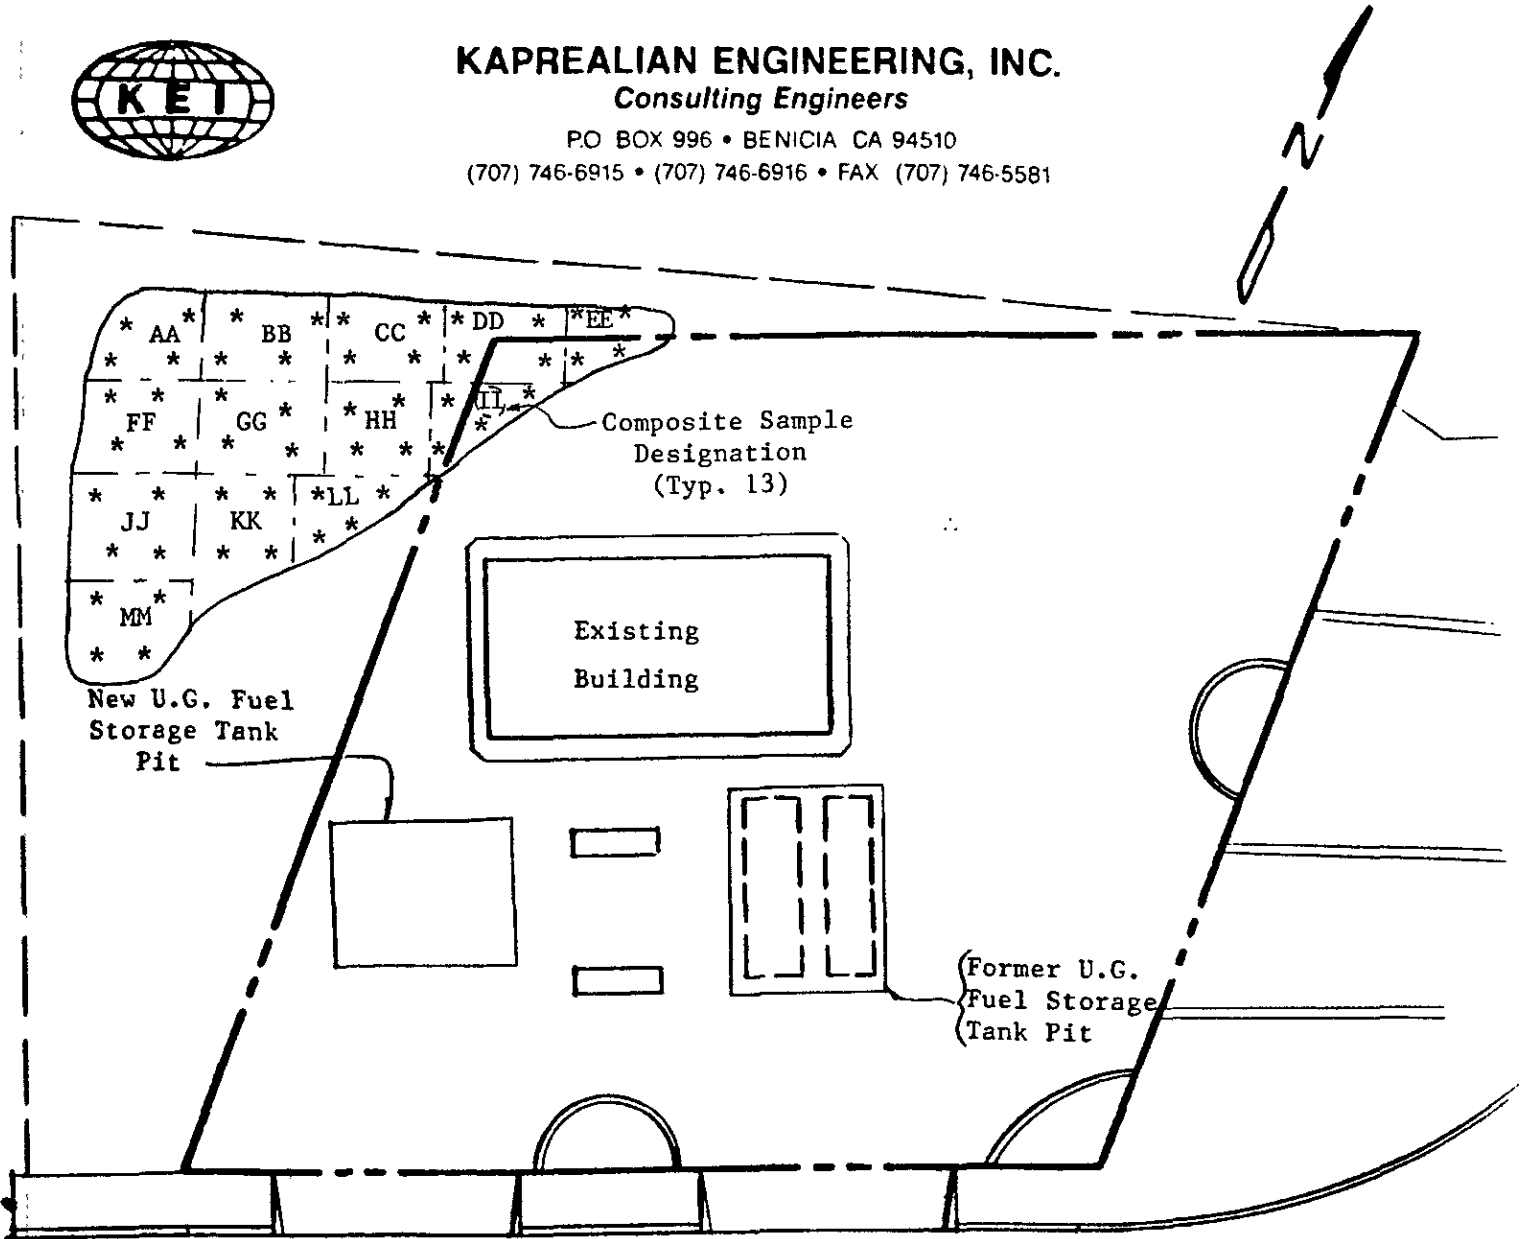 KEI
KAPREALIAN ENGINEERING, INC.
Consulting Engineers
P.O BOX 996 • BENICIA CA 94510
(707) 746-6915 • (707) 746-6916 • FAX (707) 746-5581
N
* AA * * BB * * CC * * DD * * EE *
* * * * * * * * * *
* * * * * * * II *
FF GG HH
* * * * * * * *
Composite Sample
Designation
(Typ. 13)
* * * * * LL *
JJ KK
* * * * * *
* *
MM
* *
Existing
Building
New U.G. Fuel
Storage Tank
Pit
Former U.G.
Fuel Storage
Tank Pit